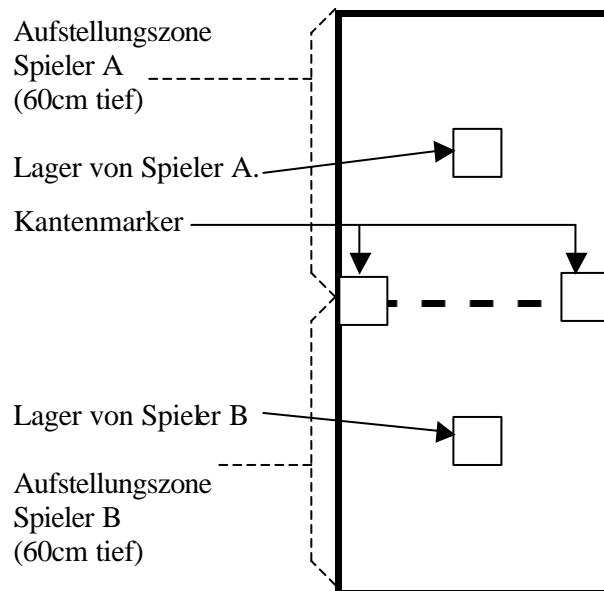 Aufstellungszone
Spieler A
(60cm tief)
Lager von Spieler A.
Kantenmarker
Lager von Spieler B
Aufstellungszone
Spieler B
(60cm tief)